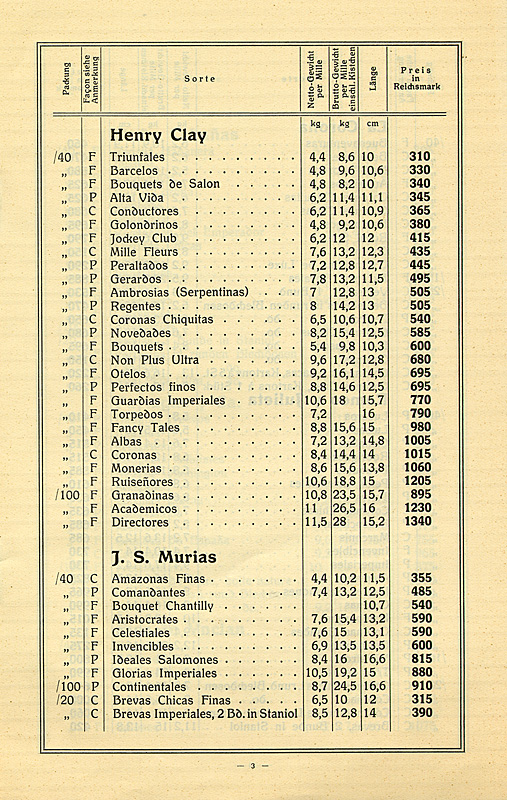 Packung Façon siehe Anmerkung Sorte Netto-Gewicht per Mille Brutto-Gewicht per Mille einschl. Kistchen Länge Preis in Reichsmark
kg kg cm
Henry Clay
/40 F Triunfales 4,4 8,6 10 310
„ F Barcelos 4,8 9,6 10,6 330
„ F Bouquets de Salon 4,8 8,2 10 340
„ P Alta Vida 6,2 11,4 11,1 345
„ C Conductores 6,2 11,4 10,9 365
„ F Golondrinos 4,8 9,2 10,6 380
„ F Jockey Club 6,2 12 12 415
„ C Mille Fleurs 7,6 13,2 12,3 435
„ P Peraltados 7,2 12,8 12,7 445
„ P Gerardos 7,8 13,2 11,5 495
„ F Ambrosias (Serpentinas) 7 12,8 13 505
„ P Regentes 8 14,2 13 505
„ C Coronas Chiquitas 6,5 10,6 10,7 540
„ P Novedades 8,2 15,4 12,5 585
„ F Bouquets 5,4 9,8 10,3 600
„ C Non Plus Ultra 9,6 17,2 12,8 680
„ F Otelos 9,2 16,1 14,5 695
„ P Perfectos finos 8,8 14,6 12,5 695
„ F Guardias Imperiales 10,6 18 15,7 770
„ F Torpedos 7,2 16 790
„ F Fancy Tales 8,8 15,6 15 980
„ F Albas 7,2 13,2 14,8 1005
„ C Coronas 8,4 14,4 14 1015
„ F Monerias 8,6 15,6 13,8 1060
„ F Ruiseñores 10,6 18,8 15 1205
/100 F Granadinas 10,8 23,5 15,7 895
„ F Academicos 11 26,5 16 1230
„ F Directores 11,5 28 15,2 1340
J. S. Murias
/40 C Amazonas Finas 4,4 10,2 11,5 355
„ P Comandantes 7,4 13,2 12,5 485
„ F Bouquet Chantilly 10,7 540
„ F Aristocrates 7,6 15,4 13,2 590
„ F Celestiales 7,6 15 13,1 590
„ F Invencibles 6,9 13,5 13,5 600
„ P Ideales Salomones 8,4 16 16,6 815
„ F Glorias Imperiales 10,5 19,2 15 880
/100 P Continentales 8,7 24,5 16,6 910
/20 C Brevas Chicas Finas 6,5 10 12 315
„ C Brevas Imperiales, 2 Bd. in Staniol 8,5 12,8 14 390
— 3 —